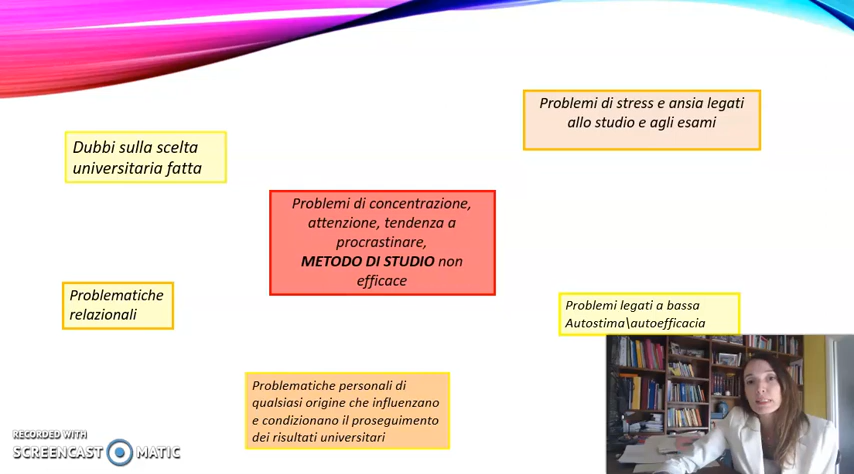 Problemi di stress e ansia legati
allo studio e agli esami
Dubbi sulla scelta
universitaria fatta
Problemi di concentrazione,
attenzione, tendenza a
procrastinare,
METODO DI STUDIO non
efficace
Problematiche
relazionali
Problemi legati a bassa
Autostima\autoefficacia
Problematiche personali di
qualsiasi origine che influenzano
e condizionano il proseguimento
dei risultati universitari
RECORDED WITH
SCREENCAST MATIC